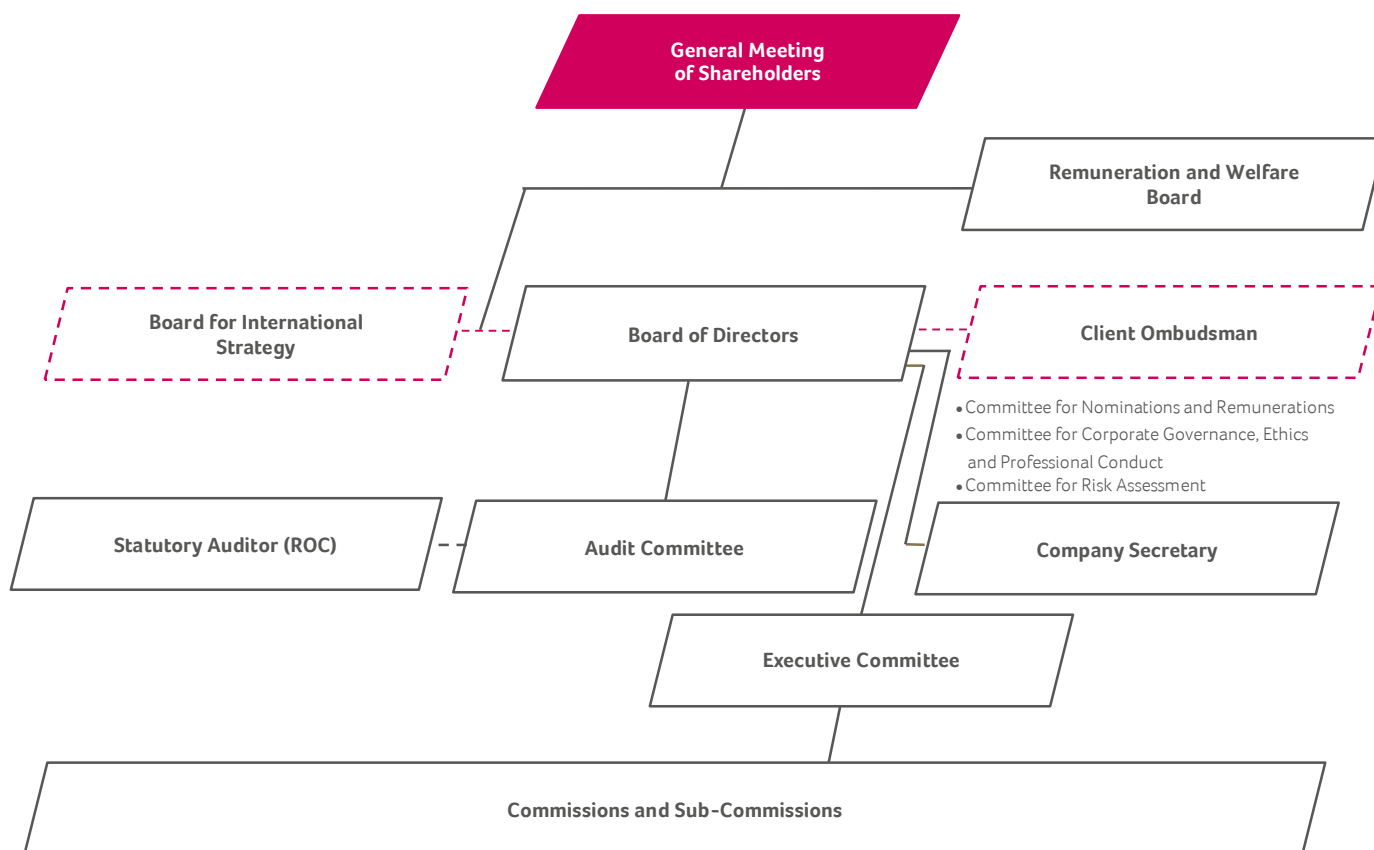 General Meeting
of Shareholders
Remuneration and Welfare
Board
Board for International
Strategy
Board of Directors
Client Ombudsman
• Committee for Nominations and Remunerations
• Committee for Corporate Governance, Ethics
and Professional Conduct
• Committee for Risk Assessment
Statutory Auditor (ROC)
Audit Committee
Company Secretary
Executive Committee
Commissions and Sub-Commissions